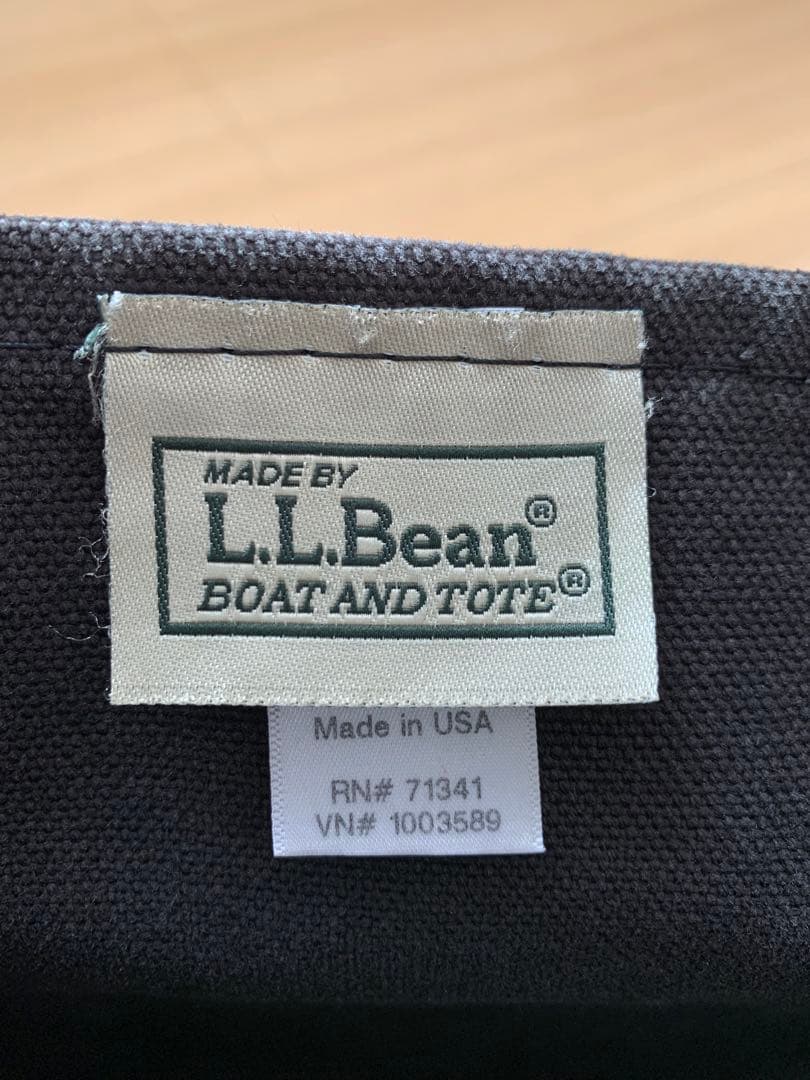 MADE BY
L.L.Bean®
BOAT AND TOTE®
Made in USA
RN# 71341
VN# 1003589